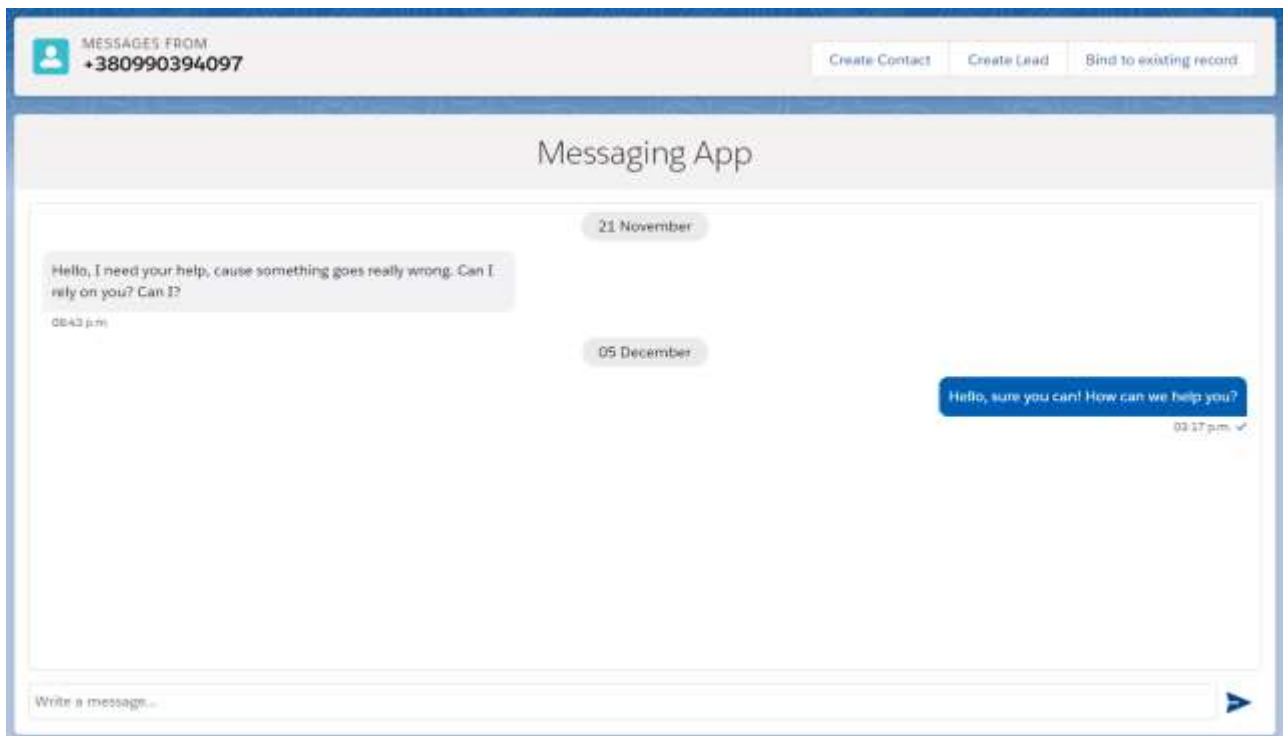 MESSAGES FROM
+380990394097
Create Contact
Create Lead
Bind to existing record
Messaging App
21 November
Hello, I need your help, cause something goes really wrong. Can I
rely on you? Can I?
08:43 p.m.
05 December
Hello, sure you can! How can we help you?
03:17 p.m.
Write a message...